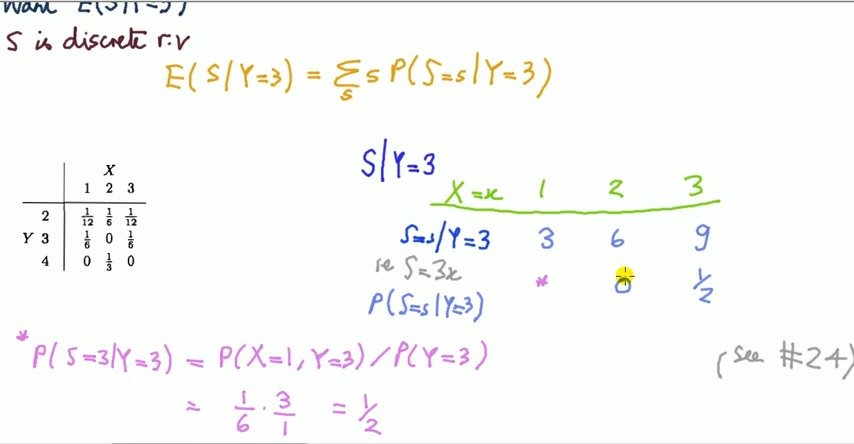 Want E(S|Y=3)
S is discrete r.v
E(S|Y=3) = Σ_s s P(S=s|Y=3)
X
1 2 3
2 1/12 1/6 1/12
Y 3 1/6 0 1/6
4 0 1/3 0
S|Y=3
X=x 1 2 3
S=s/Y=3 3 6 9
ie S=3x
P(S=s|Y=3) * 0 1/2
* P(S=3|Y=3) = P(X=1, Y=3) / P(Y=3)
(see #24)
= 1/6 · 3/1 = 1/2